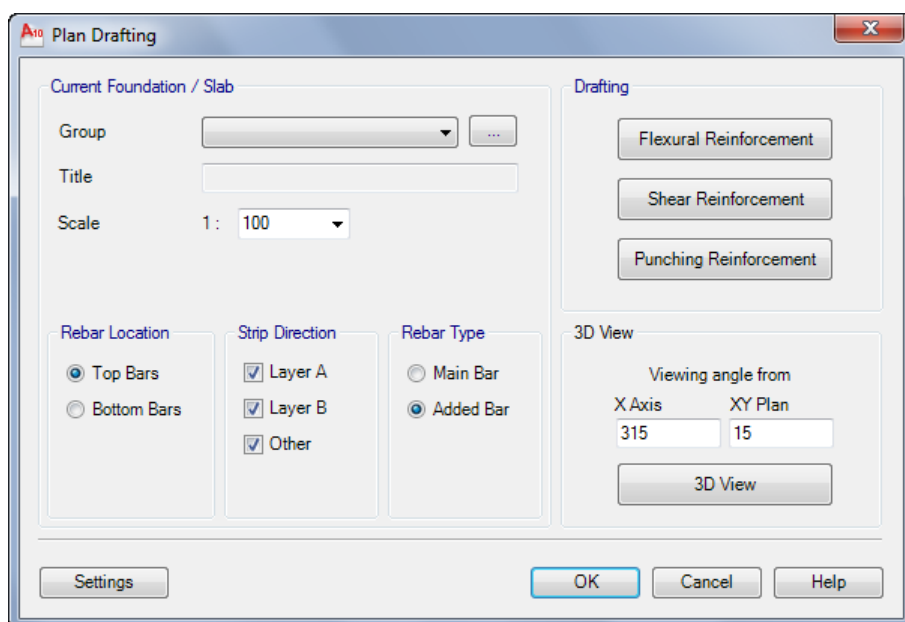 A10 Plan Drafting
Current Foundation / Slab
Group
...
Title
Scale 1 : 100
Rebar Location
Top Bars
Bottom Bars
Strip Direction
Layer A
Layer B
Other
Rebar Type
Main Bar
Added Bar
Drafting
Flexural Reinforcement
Shear Reinforcement
Punching Reinforcement
3D View
Viewing angle from
X Axis XY Plan
315 15
3D View
Settings OK Cancel Help